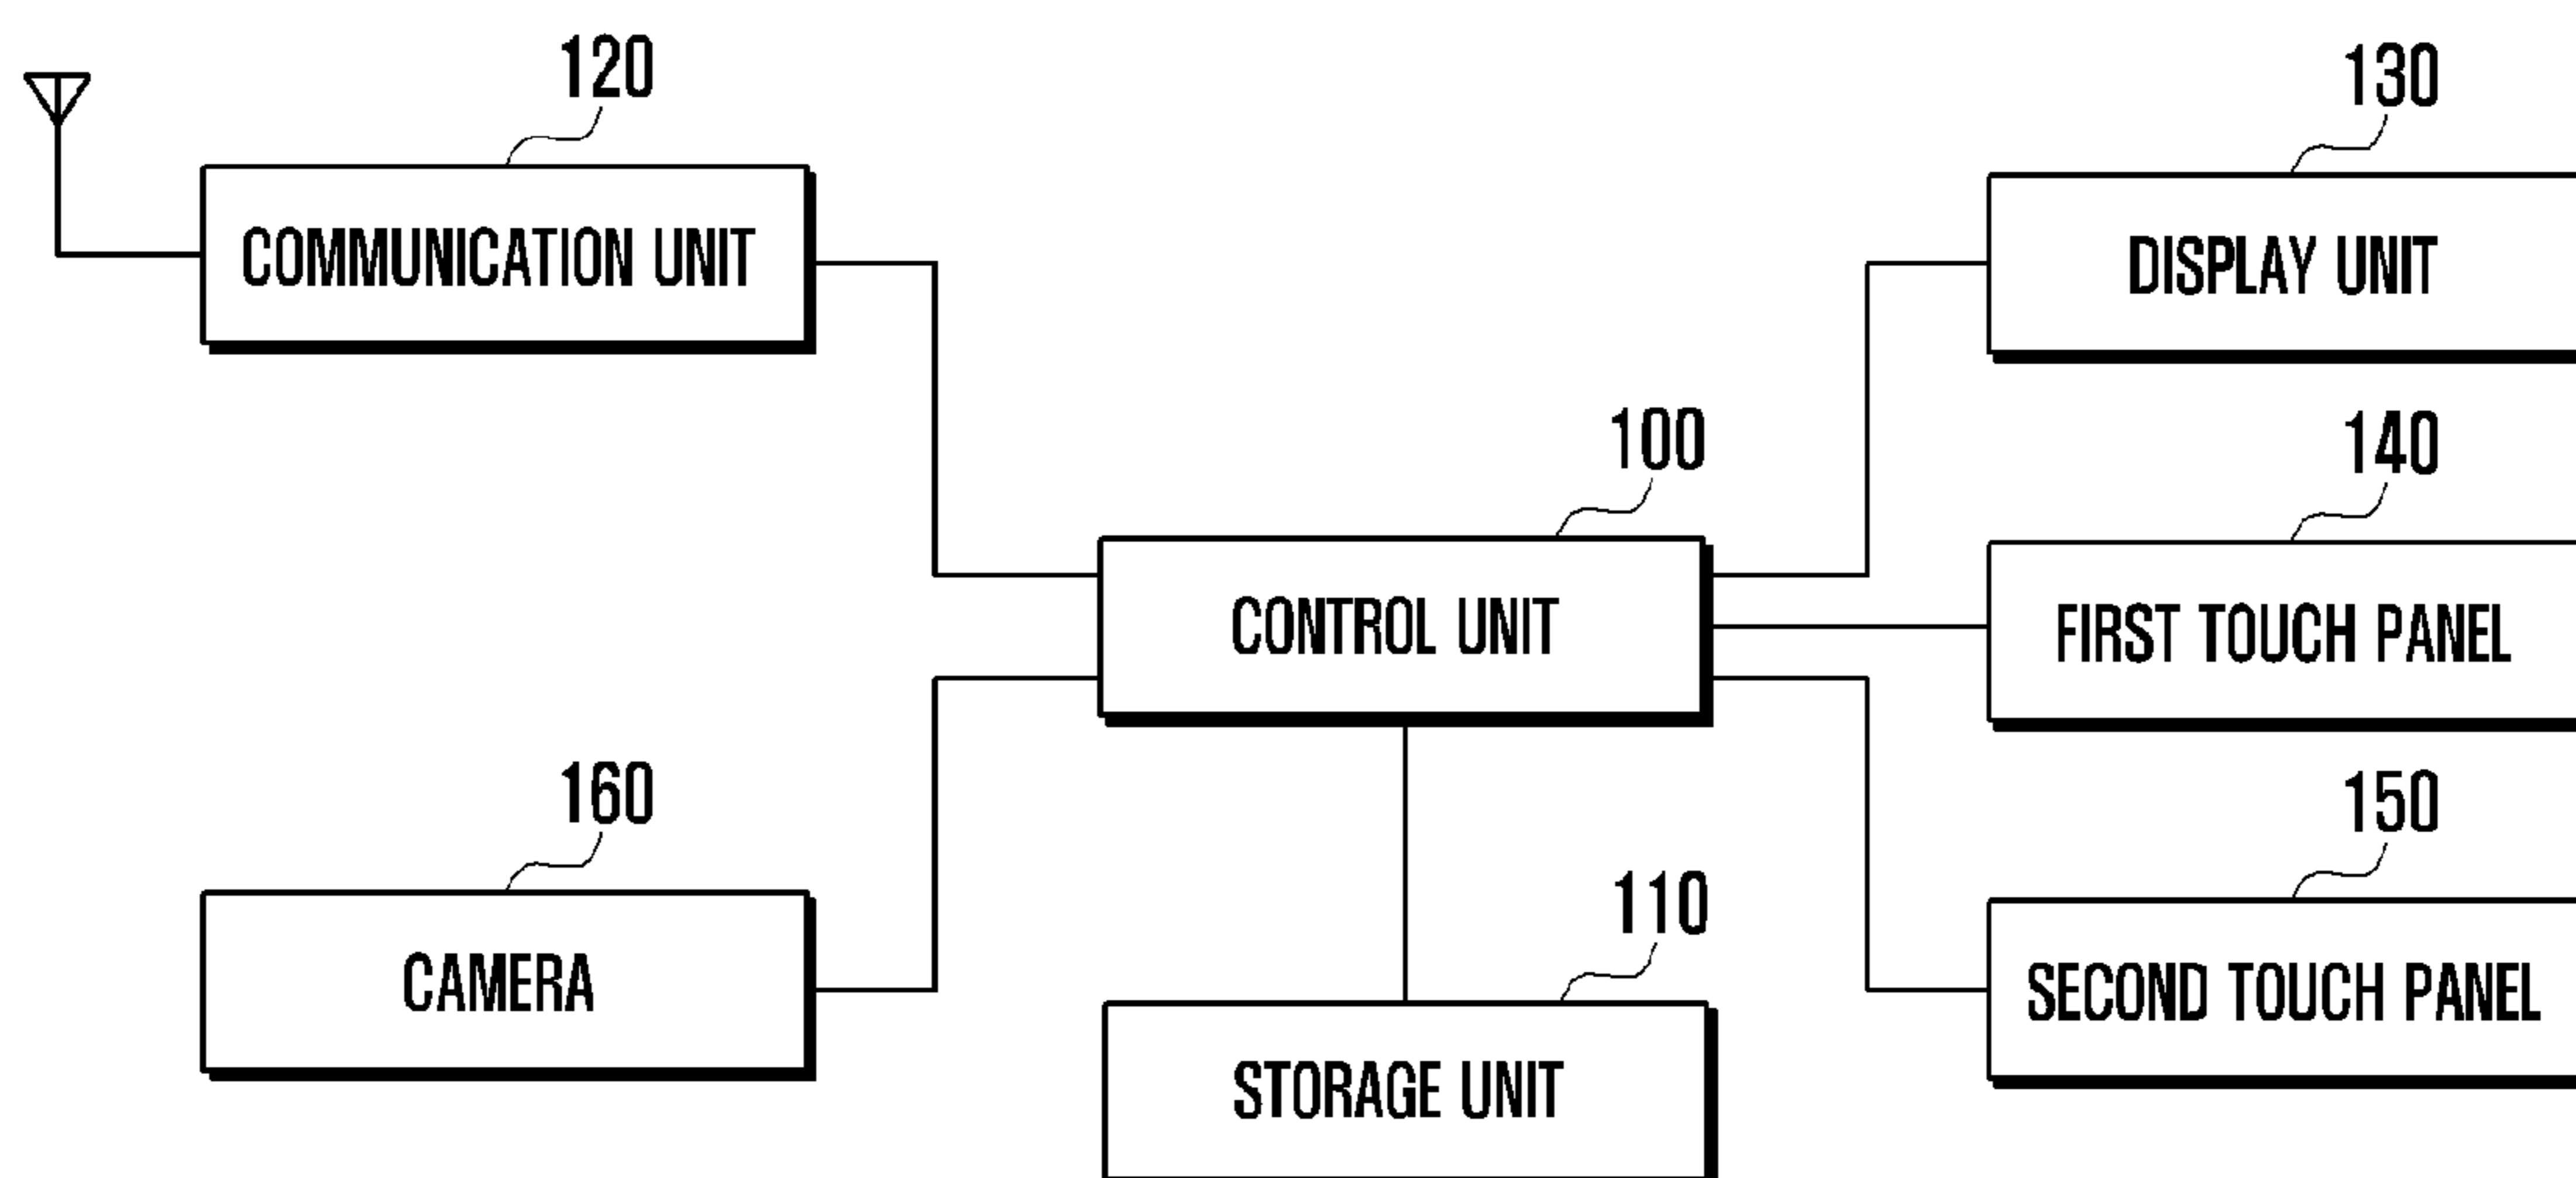 120
COMMUNICATION UNIT
130
DISPLAY UNIT
100
CONTROL UNIT
140
FIRST TOUCH PANEL
160
CAMERA
110
STORAGE UNIT
150
SECOND TOUCH PANEL